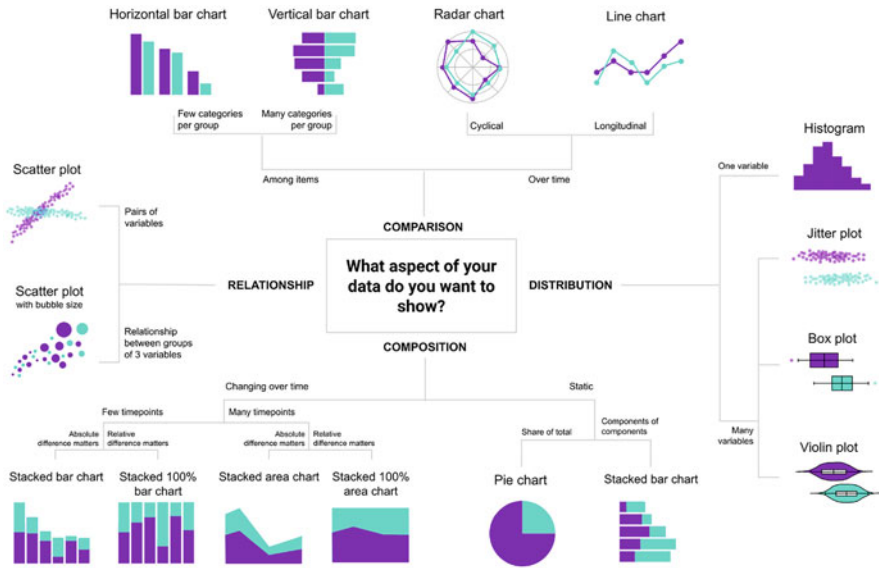 Horizontal bar chart
Vertical bar chart
Radar chart
Line chart
Few categories
per group
Many categories
per group
Cyclical
Longitudinal
Among items
Over time
COMPARISON
Scatter plot
Pairs of
variables
Scatter plot
with bubble size
Relationship
between groups
of 3 variables
RELATIONSHIP
What aspect of your
data do you want to
show?
DISTRIBUTION
One variable
Histogram
Jitter plot
Box plot
Many
variables
Violin plot
COMPOSITION
Changing over time
Static
Few timepoints
Many timepoints
Absolute
difference matters
Relative
difference matters
Absolute
difference matters
Relative
difference matters
Share of total
Components of
components
Stacked bar chart
Stacked 100%
bar chart
Stacked area chart
Stacked 100%
area chart
Pie chart
Stacked bar chart